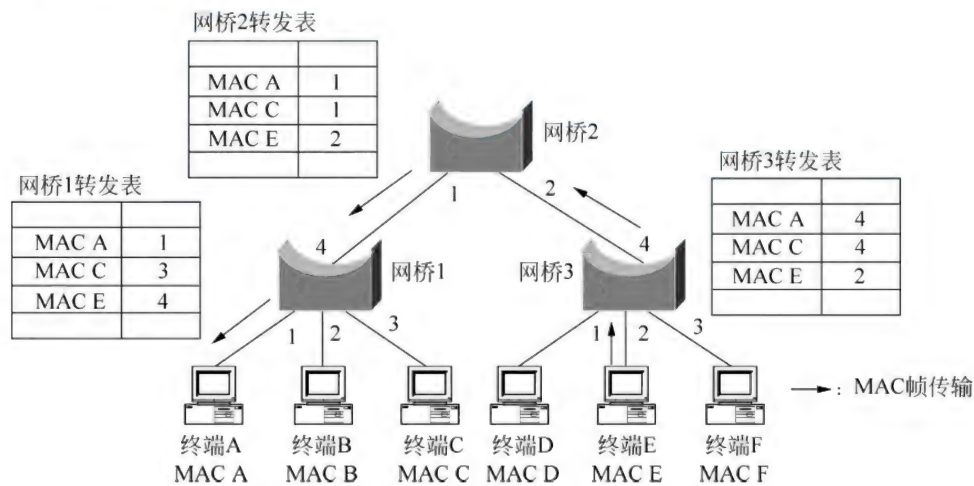 网桥2转发表
MAC A 1
MAC C 1
MAC E 2
网桥2
1 2
网桥1转发表
MAC A 1
MAC C 3
MAC E 4
网桥3转发表
MAC A 4
MAC C 4
MAC E 2
4 网桥1
网桥3 4
1 2 3
1 2 3
→: MAC帧传输
终端A 终端B 终端C 终端D 终端E 终端F
MAC A MAC B MAC C MAC D MAC E MAC F